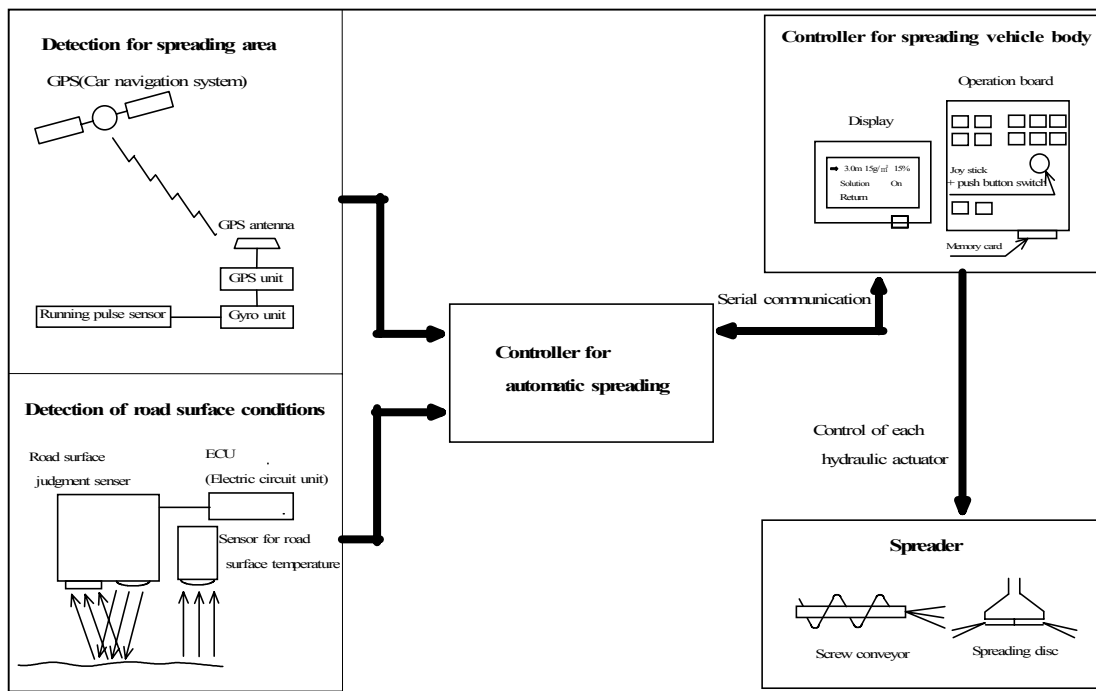 Detection for spreading area
GPS(Car navigation system)
GPS antenna
GPS unit
Running pulse sensor
Gyro unit
Detection of road surface conditions
Road surface
judgment senser
ECU
(Electric circuit unit)
Sensor for road
surface temperature
Controller for
automatic spreading
Serial communication
Controller for spreading vehicle body
Operation board
Display
➡ 3.0m 15g/㎡ 15%
Solution On
Return
Joy stick
+ push button switch
Memory card
Control of each
hydraulic actuator
Spreader
Screw conveyor
Spreading disc